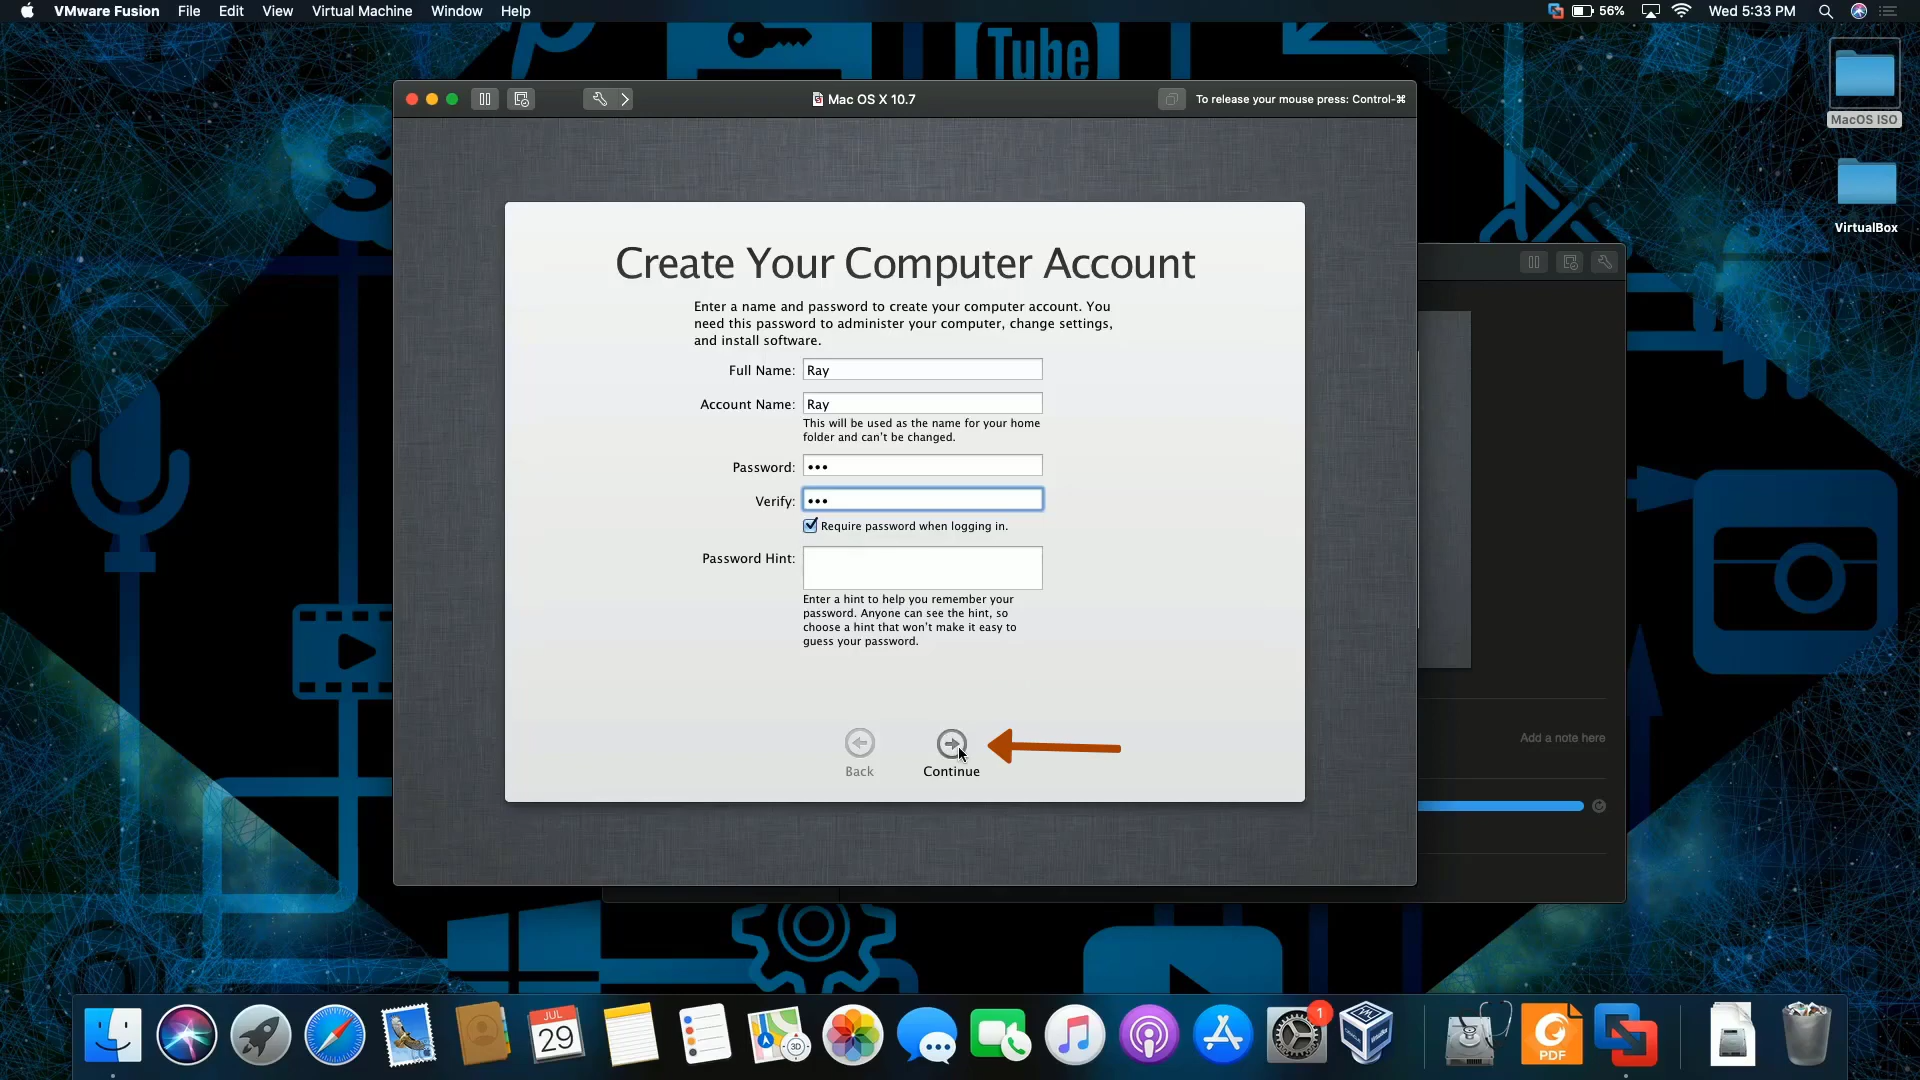 VMware Fusion File Edit View Virtual Machine Window Help 56% Wed 5:33 PM
Tube
MacOS ISO
VirtualBox
Mac OS X 10.7
To release your mouse press: Control-⌘
Create Your Computer Account
Enter a name and password to create your computer account. You
need this password to administer your computer, change settings,
and install software.
Full Name: Ray
Account Name: Ray
This will be used as the name for your home
folder and can't be changed.
Password: •••
Verify: •••
Require password when logging in.
Password Hint:
Enter a hint to help you remember your
password. Anyone can see the hint, so
choose a hint that won't make it easy to
guess your password.
Back
Continue
Add a note here
JUL
29
3D
1
PDF